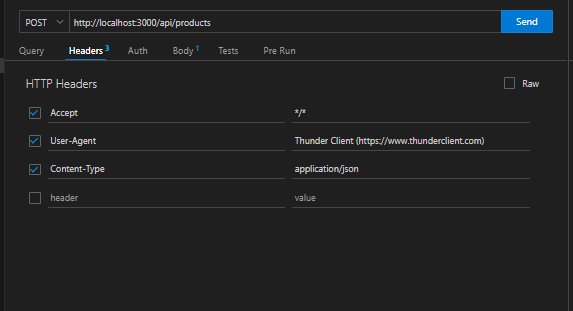 POST http://localhost:3000/api/products Send
Query Headers 3 Auth Body 1 Tests Pre Run
HTTP Headers Raw
Accept */*
User-Agent Thunder Client (https://www.thunderclient.com)
Content-Type application/json
header value